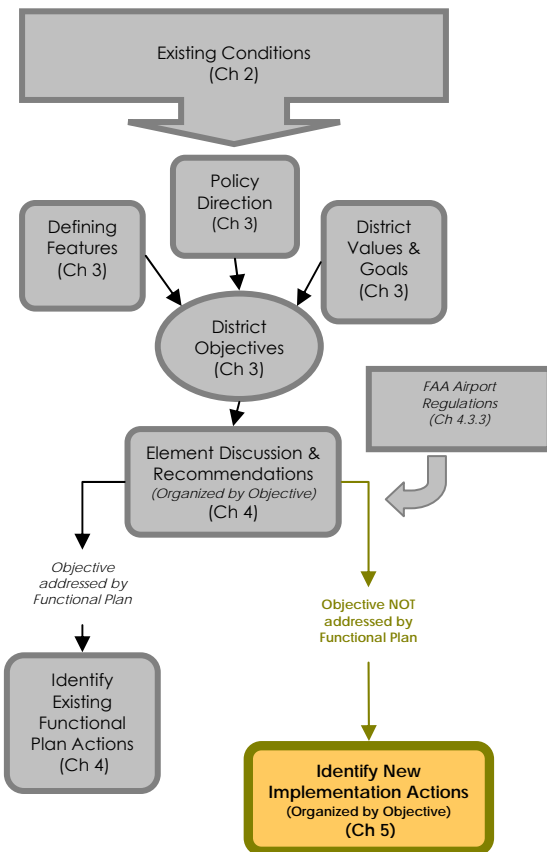 Existing Conditions
(Ch 2)
Policy
Direction
(Ch 3)
Defining
Features
(Ch 3)
District
Values &
Goals
(Ch 3)
District
Objectives
(Ch 3)
FAA Airport
Regulations
(Ch 4.3.3)
Element Discussion &
Recommendations
(Organized by Objective)
(Ch 4)
Objective
addressed by
Functional Plan
Objective NOT
addressed by
Functional Plan
Identify
Existing
Functional
Plan Actions
(Ch 4)
Identify New
Implementation Actions
(Organized by Objective)
(Ch 5)